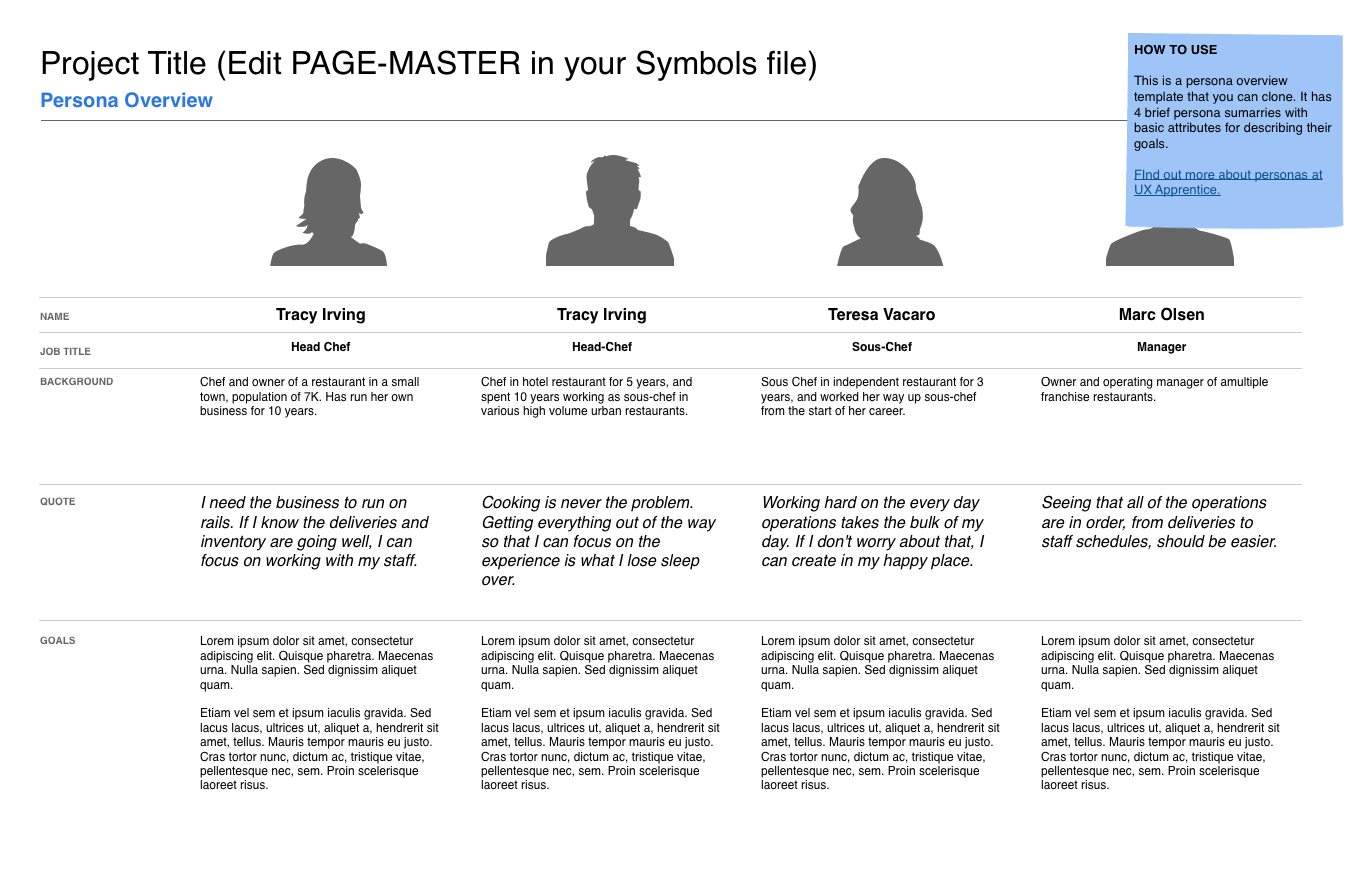 Project Title (Edit PAGE-MASTER in your Symbols file)
Persona Overview
HOW TO USE
This is a persona overview
template that you can clone. It has
4 brief persona sumarries with
basic attributes for describing their
goals.
FInd out more about personas at
UX Apprentice.
NAME
Tracy Irving
Tracy Irving
Teresa Vacaro
Marc Olsen
JOB TITLE
Head Chef
Head-Chef
Sous-Chef
Manager
BACKGROUND
Chef and owner of a restaurant in a small
town, population of 7K. Has run her own
business for 10 years.
Chef in hotel restaurant for 5 years, and
spent 10 years working as sous-chef in
various high volume urban restaurants.
Sous Chef in independent restaurant for 3
years, and worked her way up sous-chef
from the start of her career.
Owner and operating manager of amultiple
franchise restaurants.
QUOTE
I need the business to run on
rails. If I know the deliveries and
inventory are going well, I can
focus on working with my staff.
Cooking is never the problem.
Getting everything out of the way
so that I can focus on the
experience is what I lose sleep
over.
Working hard on the every day
operations takes the bulk of my
day. If I don't worry about that, I
can create in my happy place.
Seeing that all of the operations
are in order, from deliveries to
staff schedules, should be easier.
GOALS
Lorem ipsum dolor sit amet, consectetur
adipiscing elit. Quisque pharetra. Maecenas
urna. Nulla sapien. Sed dignissim aliquet
quam.
Etiam vel sem et ipsum iaculis gravida. Sed
lacus lacus, ultrices ut, aliquet a, hendrerit sit
amet, tellus. Mauris tempor mauris eu justo.
Cras tortor nunc, dictum ac, tristique vitae,
pellentesque nec, sem. Proin scelerisque
laoreet risus.
Lorem ipsum dolor sit amet, consectetur
adipiscing elit. Quisque pharetra. Maecenas
urna. Nulla sapien. Sed dignissim aliquet
quam.
Etiam vel sem et ipsum iaculis gravida. Sed
lacus lacus, ultrices ut, aliquet a, hendrerit sit
amet, tellus. Mauris tempor mauris eu justo.
Cras tortor nunc, dictum ac, tristique vitae,
pellentesque nec, sem. Proin scelerisque
laoreet risus.
Lorem ipsum dolor sit amet, consectetur
adipiscing elit. Quisque pharetra. Maecenas
urna. Nulla sapien. Sed dignissim aliquet
quam.
Etiam vel sem et ipsum iaculis gravida. Sed
lacus lacus, ultrices ut, aliquet a, hendrerit sit
amet, tellus. Mauris tempor mauris eu justo.
Cras tortor nunc, dictum ac, tristique vitae,
pellentesque nec, sem. Proin scelerisque
laoreet risus.
Lorem ipsum dolor sit amet, consectetur
adipiscing elit. Quisque pharetra. Maecenas
urna. Nulla sapien. Sed dignissim aliquet
quam.
Etiam vel sem et ipsum iaculis gravida. Sed
lacus lacus, ultrices ut, aliquet a, hendrerit sit
amet, tellus. Mauris tempor mauris eu justo.
Cras tortor nunc, dictum ac, tristique vitae,
pellentesque nec, sem. Proin scelerisque
laoreet risus.